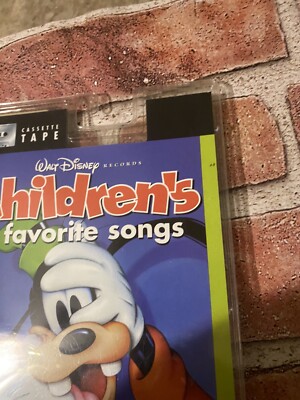 CASSETTE
TAPE
WALT DISNEY RECORDS
hildren's
favorite songs